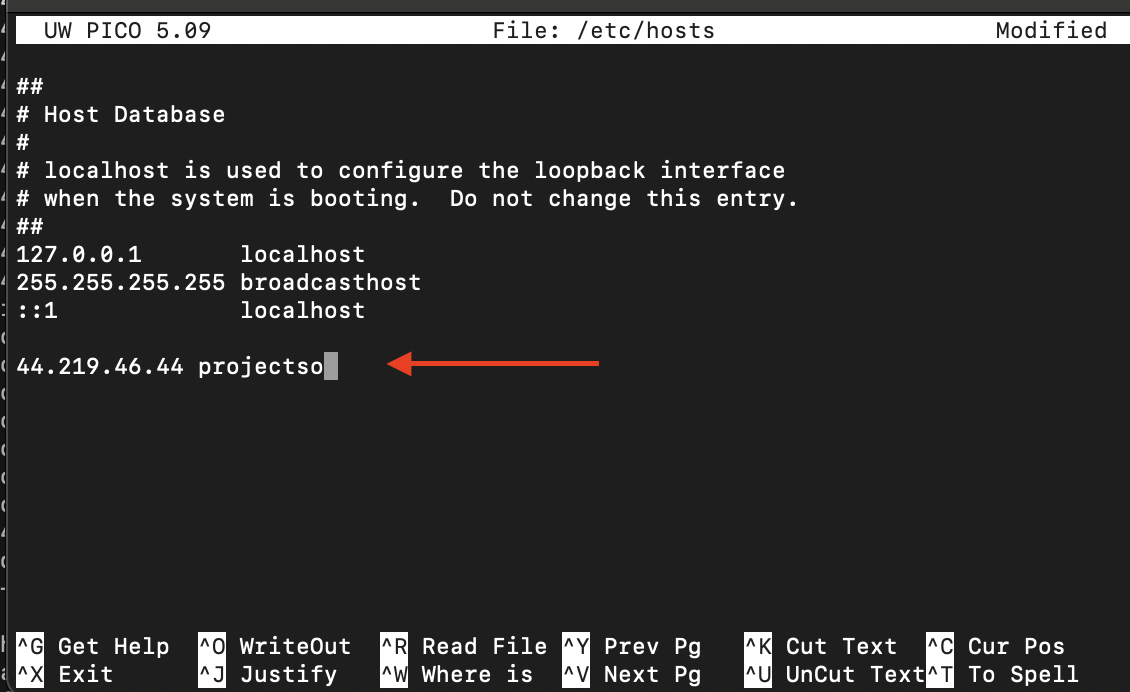 UW PICO 5.09 File: /etc/hosts Modified
##
# Host Database
#
# localhost is used to configure the loopback interface
# when the system is booting.  Do not change this entry.
##
127.0.0.1 localhost
255.255.255.255 broadcasthost
::1 localhost
44.219.46.44 projectso
^G Get Help ^O WriteOut ^R Read File ^Y Prev Pg ^K Cut Text ^C Cur Pos
^X Exit ^J Justify ^W Where is ^V Next Pg ^U UnCut Text ^T To Spell